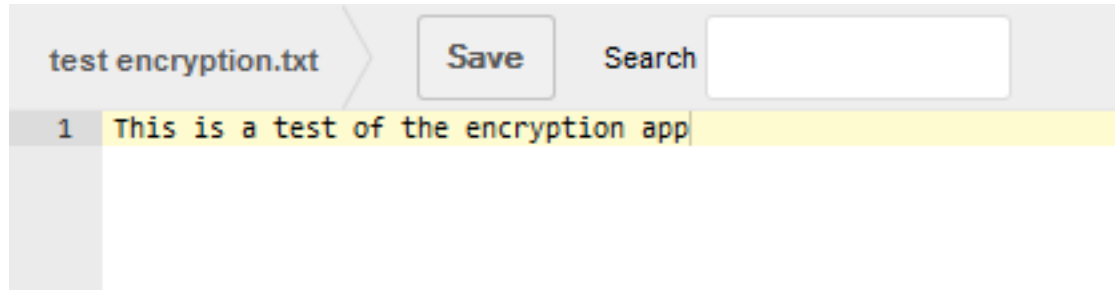 test encryption.txt Save Search
1 This is a test of the encryption app